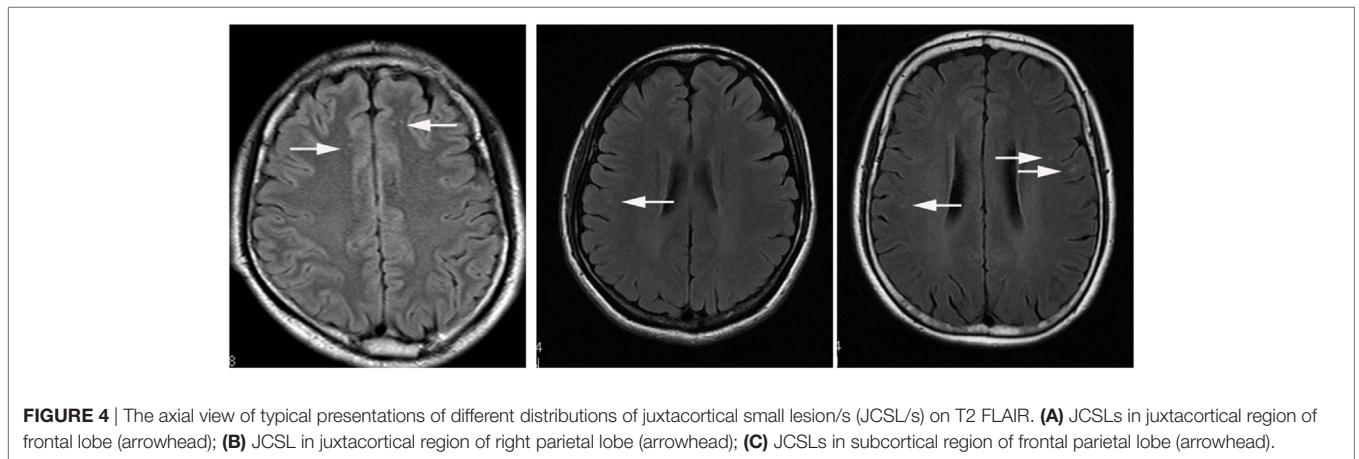 8
4
4
FIGURE 4 | The axial view of typical presentations of different distributions of juxtacortical small lesion/s (JCSL/s) on T2 FLAIR. (A) JCSLs in juxtacortical region of
frontal lobe (arrowhead); (B) JCSL in juxtacortical region of right parietal lobe (arrowhead); (C) JCSLs in subcortical region of frontal parietal lobe (arrowhead).